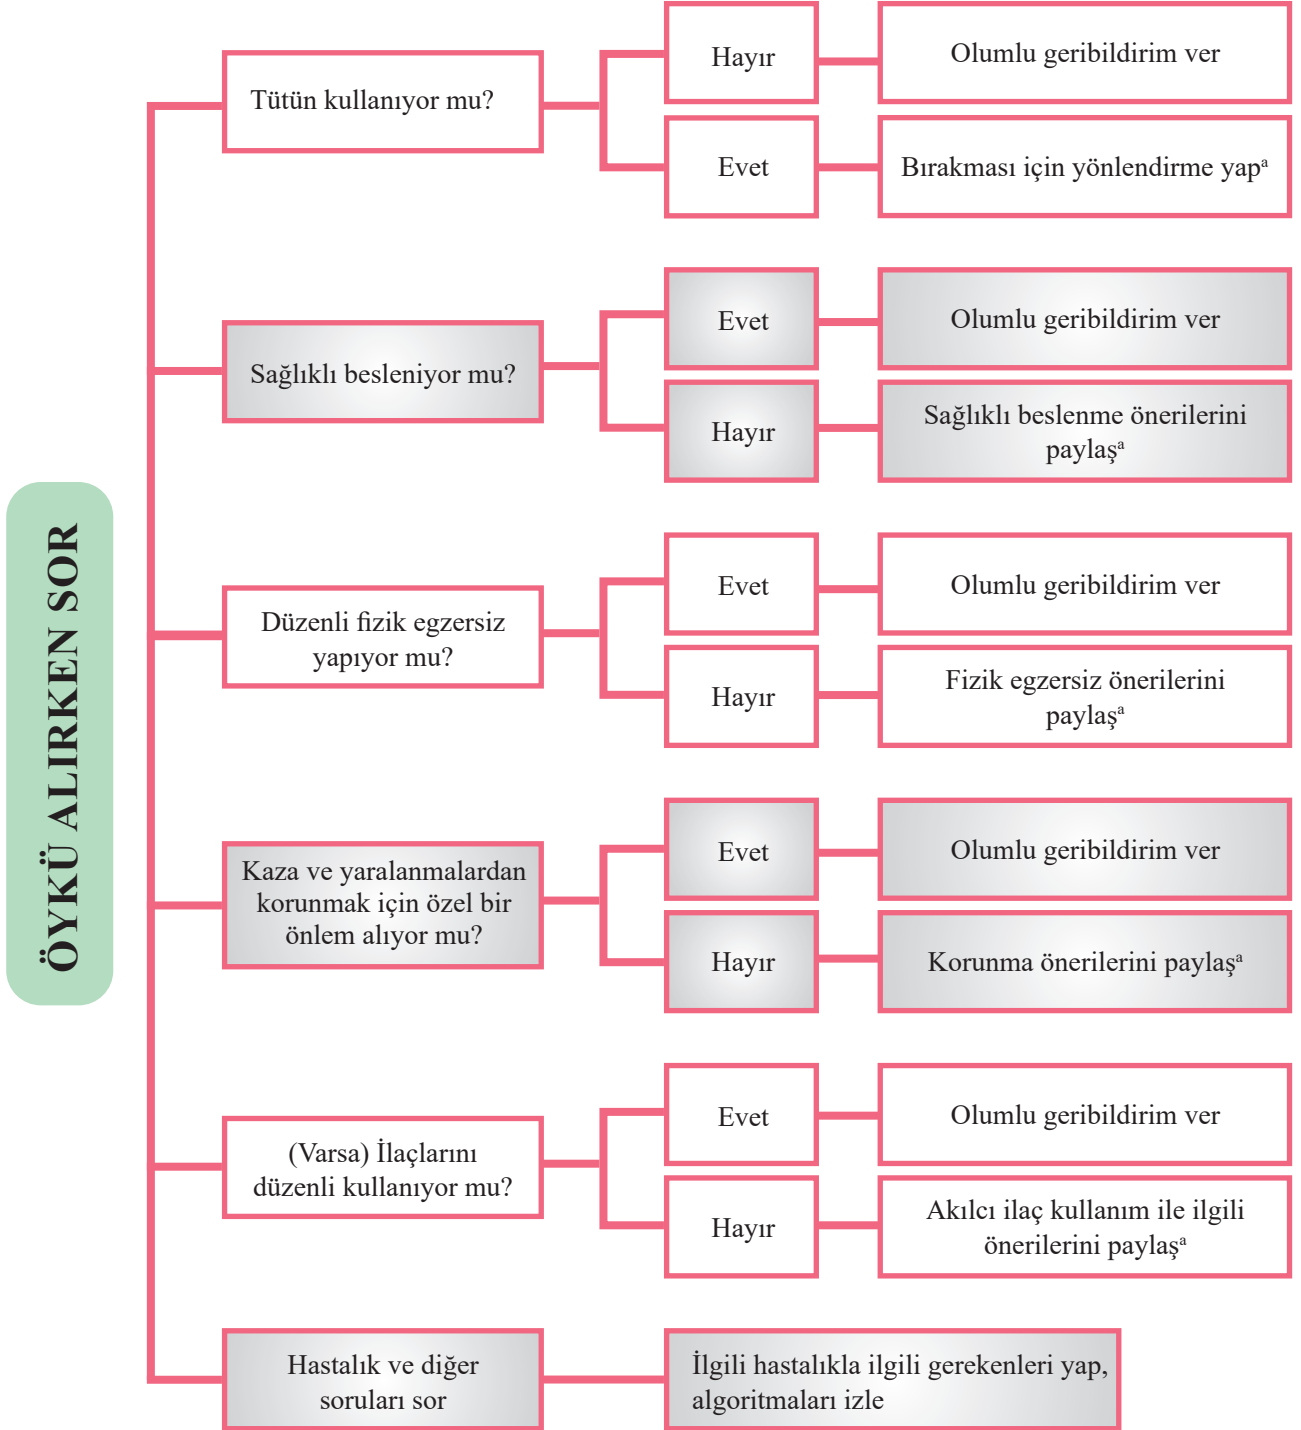 ÖYKÜ ALIRKEN SOR
Tütün kullanıyor mu?
Hayır
Olumlu geribildirim ver
Evet
Bırakması için yönlendirme yapᵃ
Sağlıklı besleniyor mu?
Evet
Olumlu geribildirim ver
Hayır
Sağlıklı beslenme önerilerini
paylaşᵃ
Düzenli fizik egzersiz
yapıyor mu?
Evet
Olumlu geribildirim ver
Hayır
Fizik egzersiz önerilerini
paylaşᵃ
Kaza ve yaralanmalardan
korunmak için özel bir
önlem alıyor mu?
Evet
Olumlu geribildirim ver
Hayır
Korunma önerilerini paylaşᵃ
(Varsa) İlaçlarını
düzenli kullanıyor mu?
Evet
Olumlu geribildirim ver
Hayır
Akılcı ilaç kullanım ile ilgili
önerilerini paylaşᵃ
Hastalık ve diğer
soruları sor
İlgili hastalıkla ilgili gerekenleri yap,
algoritmaları izle